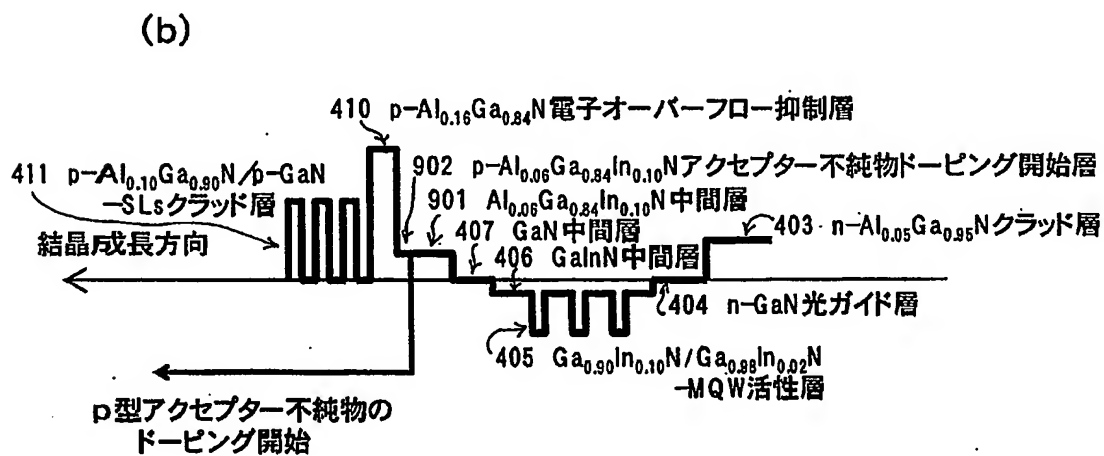 (b)
410 p-Al0.16Ga0.84N電子オーバーフロー抑制層
902 p-Al0.06Ga0.84In0.10Nアクセプター不純物ドーピング開始層
411 p-Al0.10Ga0.90N/p-GaN
-SLsクラッド層
901 Al0.06Ga0.84In0.10N中間層
407 GaN中間層
403 n-Al0.05Ga0.95Nクラッド層
結晶成長方向
406 GaInN中間層
404 n-GaN光ガイド層
405 Ga0.90In0.10N/Ga0.98In0.02N
-MQW活性層
p型アクセプター不純物の
ドーピング開始